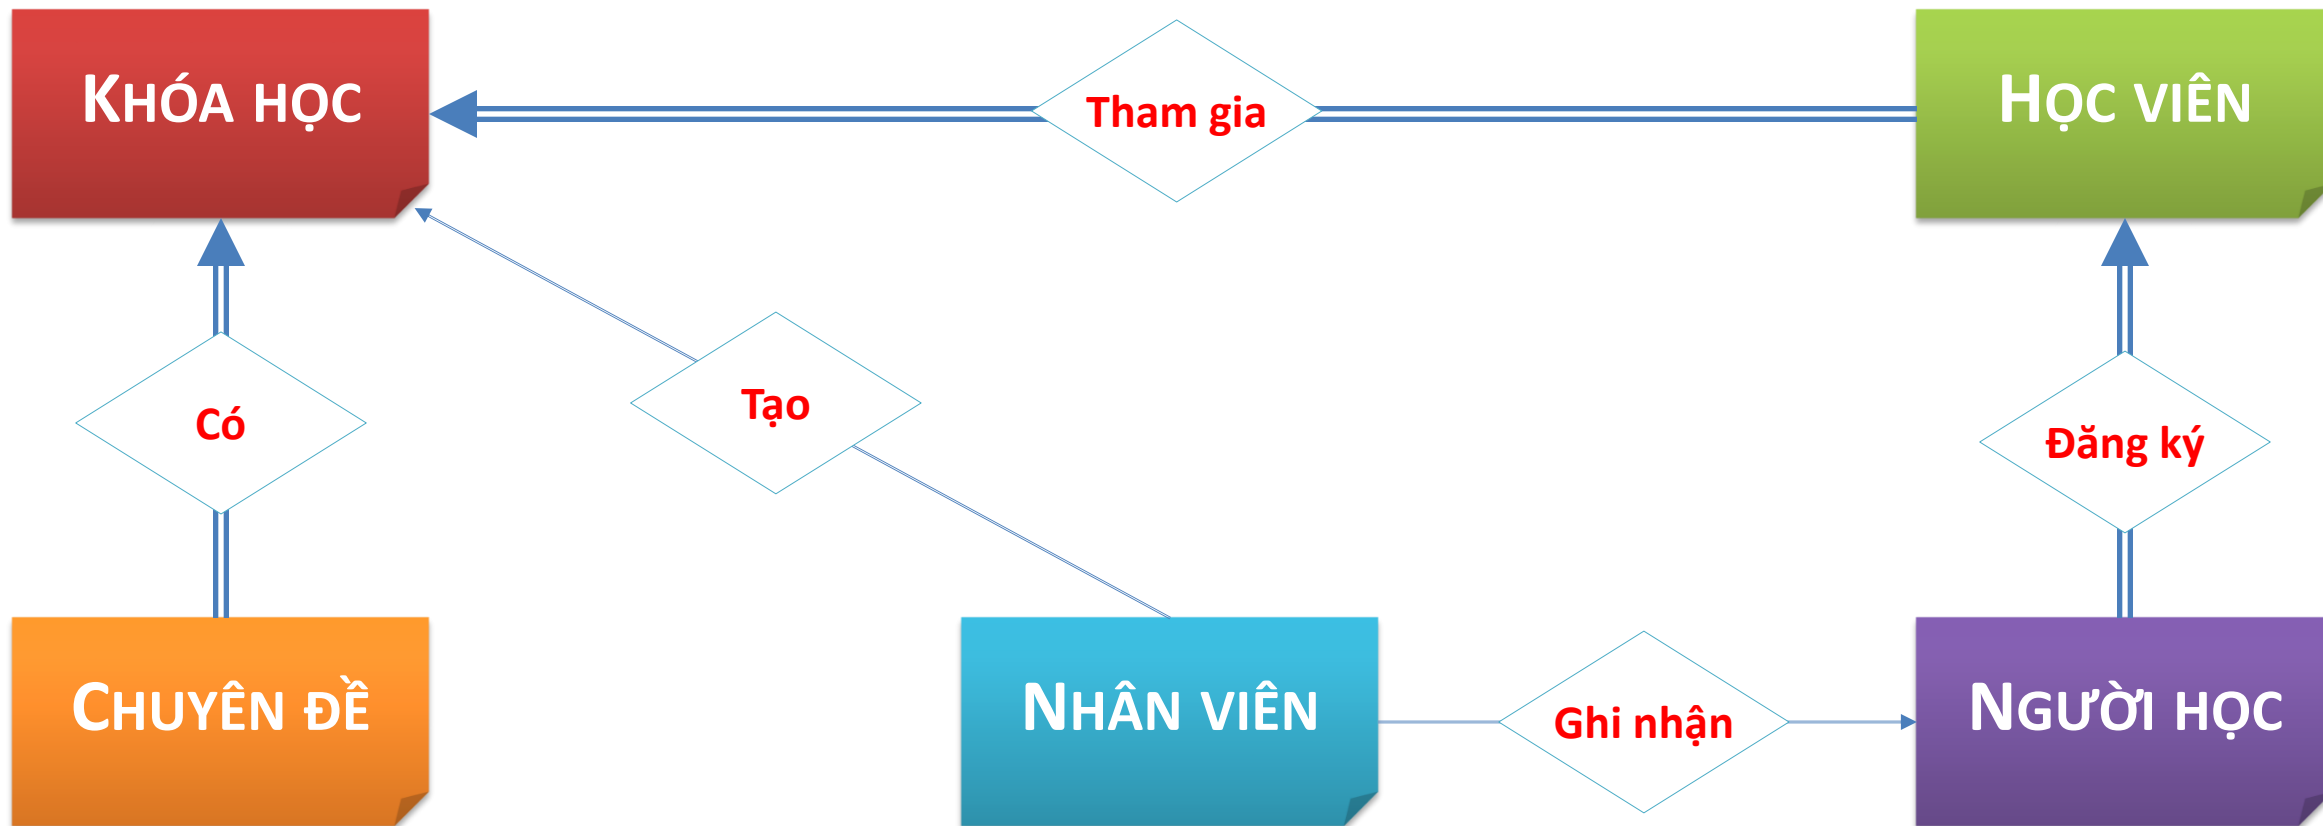 KHÓA HỌC
Tham gia
HỌC VIÊN
Có
Tạo
Đăng ký
CHUYÊN ĐỀ
NHÂN VIÊN
Ghi nhận
NGƯỜI HỌC